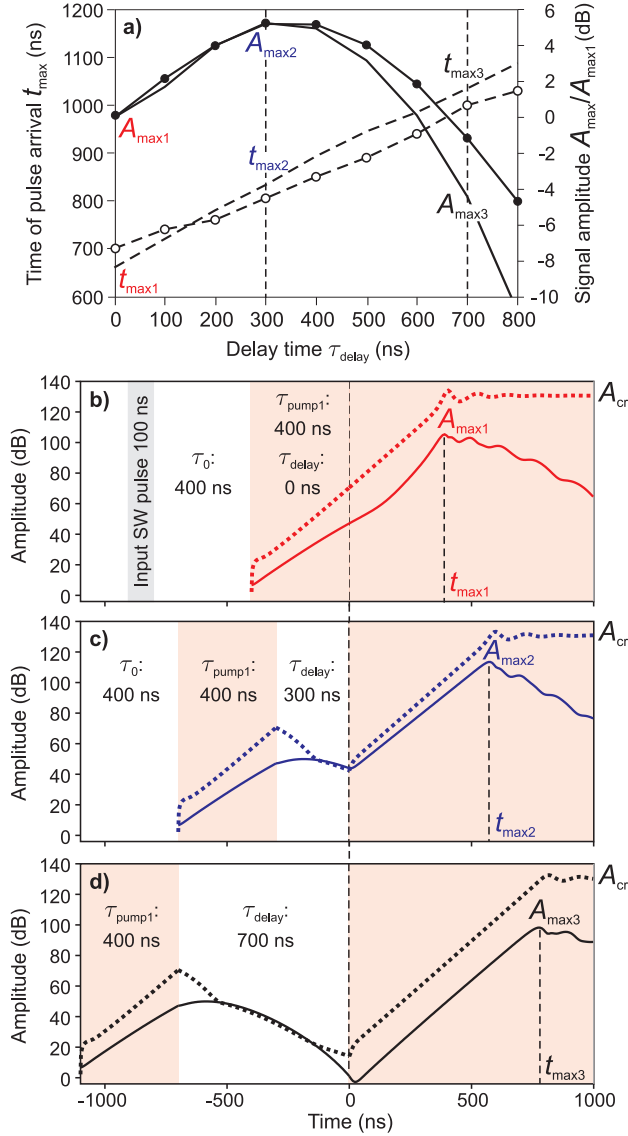 a)
Time of pulse arrival t_max (ns)
1200
1100
1000
900
800
700
600
Signal amplitude A_max/A_max1 (dB)
6
4
2
0
-2
-4
-6
-8
-10
A_max1
A_max2
A_max3
t_max1
t_max2
t_max3
0 100 200 300 400 500 600 700 800
Delay time τ_delay (ns)
b)
Amplitude (dB)
140
120
100
80
60
40
20
0
Input SW pulse 100 ns
τ_0:
400 ns
τ_pump1:
400 ns
τ_delay:
0 ns
A_max1
t_max1
A_cr
c)
Amplitude (dB)
140
120
100
80
60
40
20
0
τ_0:
400 ns
τ_pump1:
400 ns
τ_delay:
300 ns
A_max2
t_max2
A_cr
d)
Amplitude (dB)
140
120
100
80
60
40
20
0
τ_pump1:
400 ns
τ_delay:
700 ns
A_max3
t_max3
A_cr
-1000 -500 0 500 1000
Time (ns)